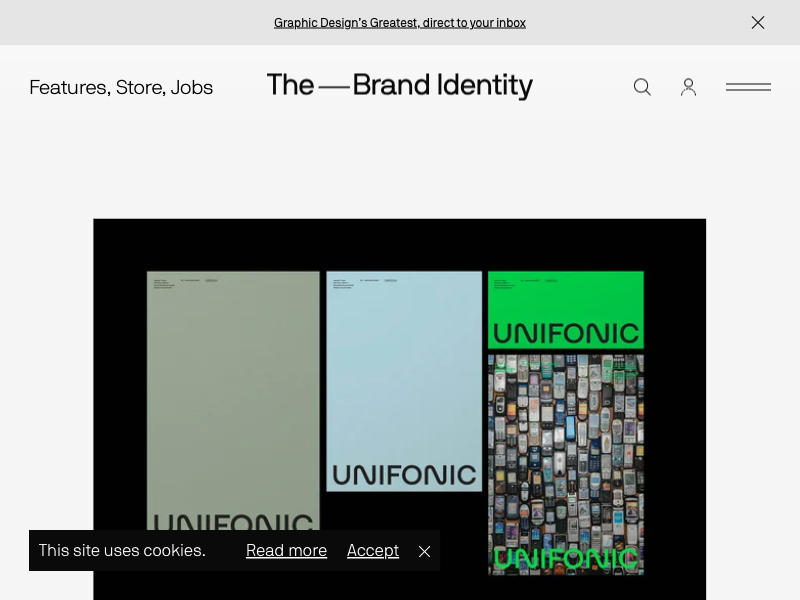 Graphic Design's Greatest, direct to your inbox
Features, Store, Jobs
The — Brand Identity
UNIFONIC
UNIFONIC
UNIFONIC
UNIFONIC
This site uses cookies. Read more Accept